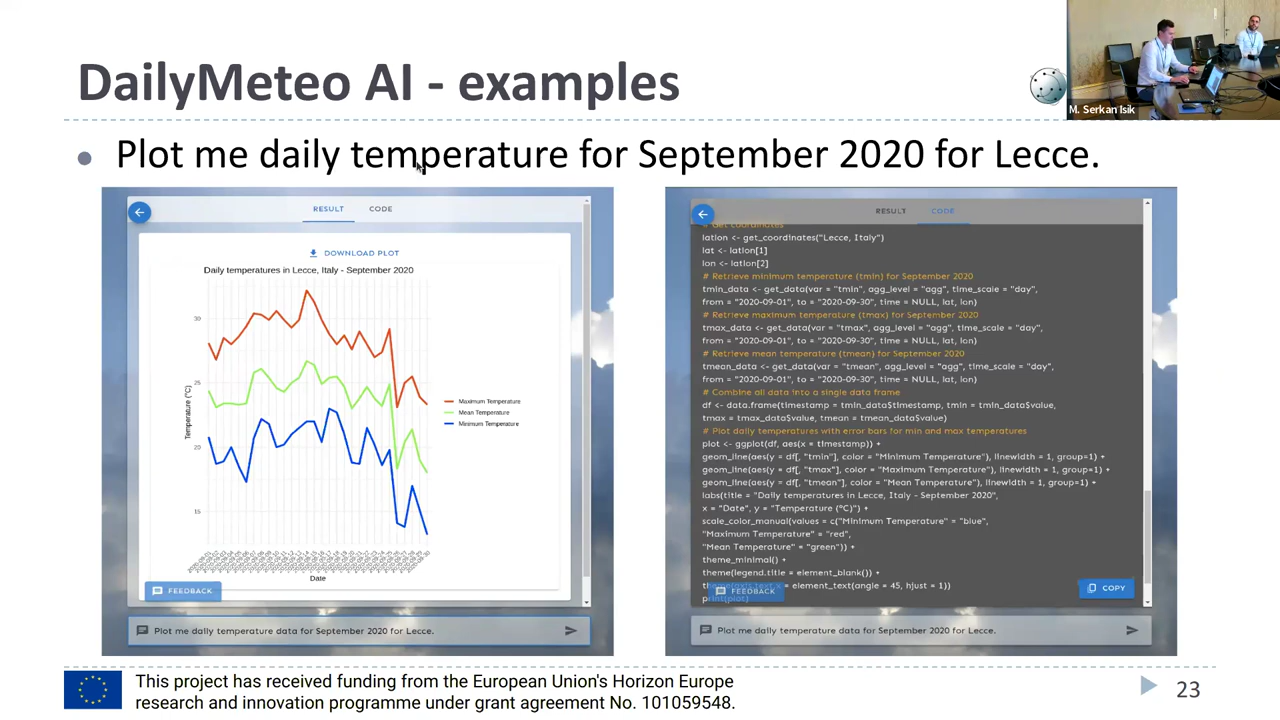 DailyMeteo AI - examples
M. Serkan Isik
Plot me daily temperature for September 2020 for Lecce.
RESULT CODE
DOWNLOAD PLOT
Daily temperatures in Lecce, Italy - September 2020
30
25
20
15
Temperature (°C)
Maximum Temperature
Mean Temperature
Minimum Temperature
Date
FEEDBACK
Plot me daily temperature data for September 2020 for Lecce.
RESULT CODE
# Get coordinates
latlon <- get_coordinates("Lecce, Italy")
lat <- latlon[1]
lon <- latlon[2]
# Retrieve minimum temperature (tmin) for September 2020
tmin_data <- get_data(var = "tmin", agg_level = "agg", time_scale = "day",
from = "2020-09-01", to = "2020-09-30", time = NULL, lat, lon)
# Retrieve maximum temperature (tmax) for September 2020
tmax_data <- get_data(var = "tmax", agg_level = "agg", time_scale = "day",
from = "2020-09-01", to = "2020-09-30", time = NULL, lat, lon)
# Retrieve mean temperature (tmean) for September 2020
tmean_data <- get_data(var = "tmean", agg_level = "agg", time_scale = "day",
from = "2020-09-01", to = "2020-09-30", time = NULL, lat, lon)
# Combine all data into a single data frame
df <- data.frame(timestamp = tmin_data$timestamp, tmin = tmin_data$value,
tmax = tmax_data$value, tmean = tmean_data$value)
# Plot daily temperatures with error bars for min and max temperatures
plot <- ggplot(df, aes(x = timestamp)) +
geom_line(aes(y = df[, "tmin"], color = "Minimum Temperature"), linewidth = 1, group=1) +
geom_line(aes(y = df[, "tmax"], color = "Maximum Temperature"), linewidth = 1, group=1) +
geom_line(aes(y = df[, "tmean"], color = "Mean Temperature"), linewidth = 1, group=1) +
labs(title = "Daily temperatures in Lecce, Italy - September 2020",
x = "Date", y = "Temperature (°C)") +
scale_color_manual(values = c("Minimum Temperature" = "blue",
"Maximum Temperature" = "red",
"Mean Temperature" = "green")) +
theme_minimal() +
theme(legend.title = element_blank()) +
theme(axis.text.x = element_text(angle = 45, hjust = 1))
print(plot)
FEEDBACK
COPY
Plot me daily temperature data for September 2020 for Lecce.
This project has received funding from the European Union's Horizon Europe
research and innovation programme under grant agreement No. 101059548.
23